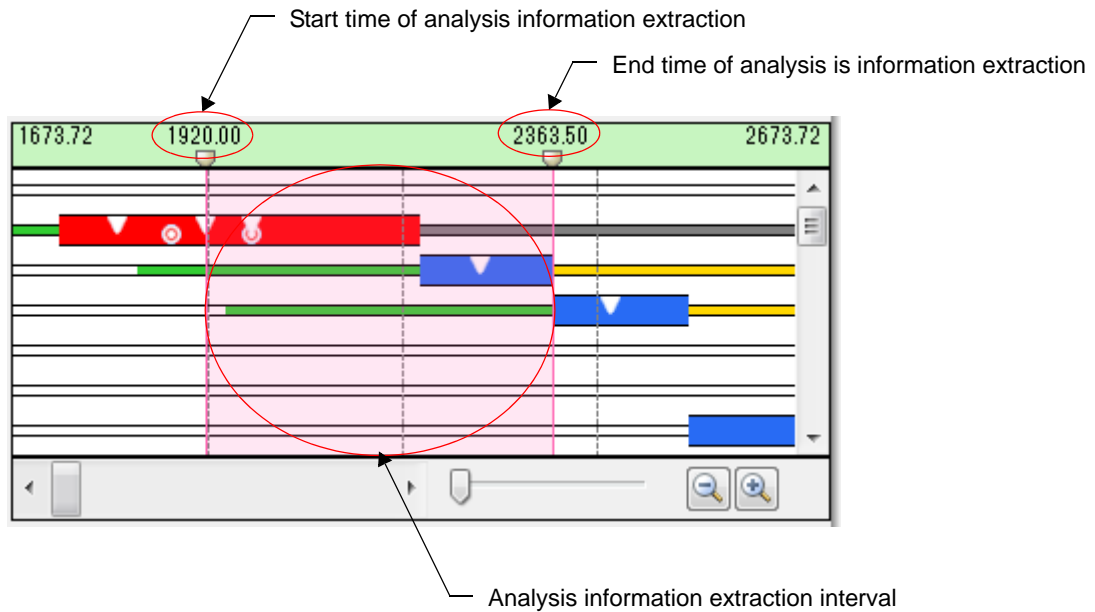 Start time of analysis information extraction
End time of analysis is information extraction
1673.72 1920.00 2363.50 2673.72
Analysis information extraction interval